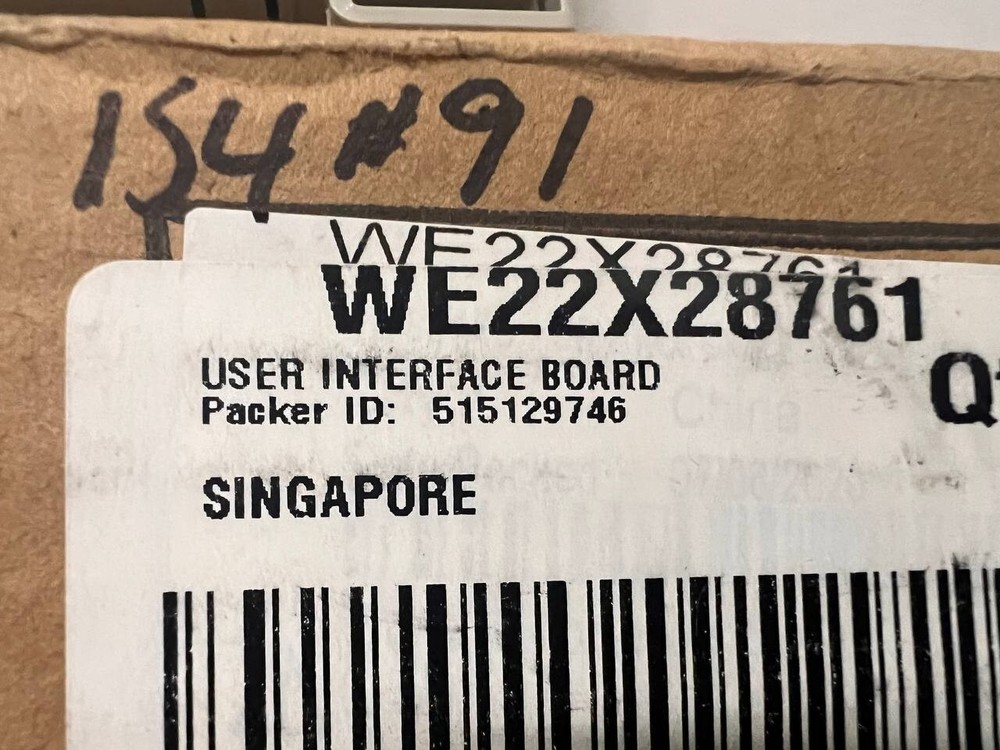 154 #91
WE22X28761
WE22X28761
USER INTERFACE BOARD
Packer ID: 515129746
SINGAPORE